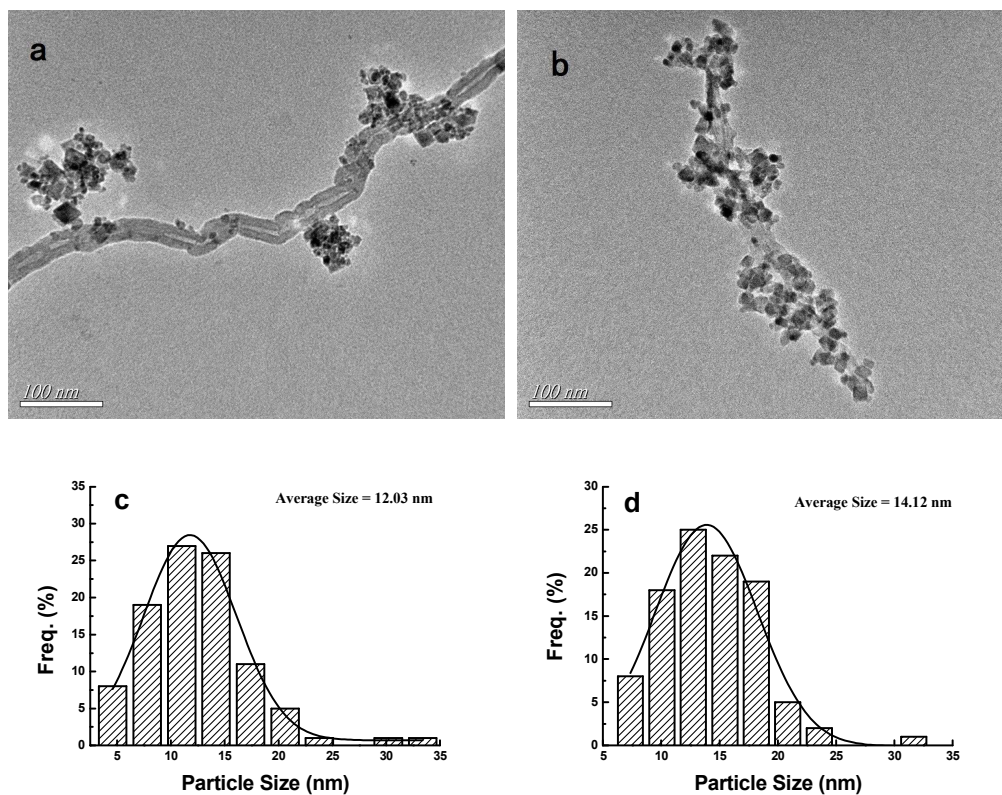 a
b
100 nm
100 nm
c
Average Size = 12.03 nm
35
30
25
20
15
10
5
0
Freq. (%)
5 10 15 20 25 30 35
Particle Size (nm)
d
Average Size = 14.12 nm
30
25
20
15
10
5
0
Freq. (%)
5 10 15 20 25 30 35
Particle Size (nm)